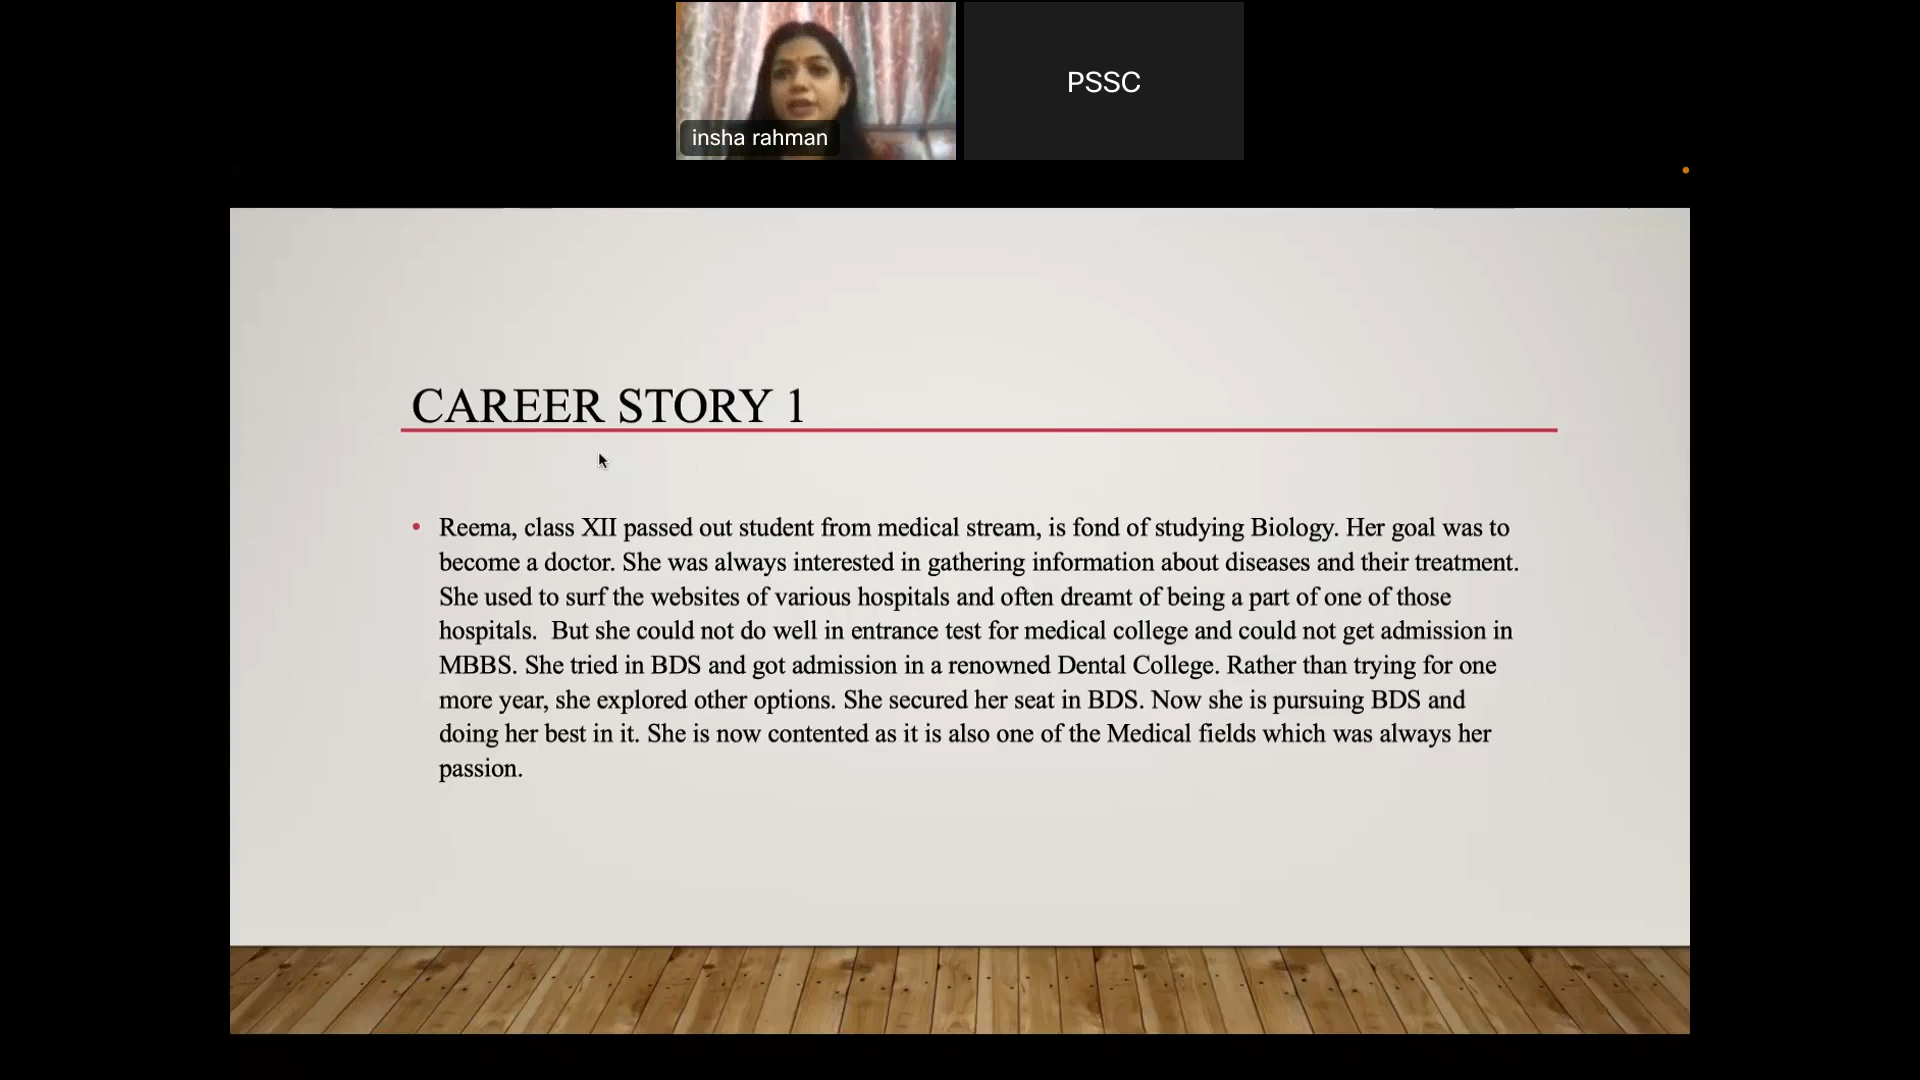 insha rahman
PSSC
CAREER STORY 1
• Reema, class XII passed out student from medical stream, is fond of studying Biology. Her goal was to
become a doctor. She was always interested in gathering information about diseases and their treatment.
She used to surf the websites of various hospitals and often dreamt of being a part of one of those
hospitals.  But she could not do well in entrance test for medical college and could not get admission in
MBBS. She tried in BDS and got admission in a renowned Dental College. Rather than trying for one
more year, she explored other options. She secured her seat in BDS. Now she is pursuing BDS and
doing her best in it. She is now contented as it is also one of the Medical fields which was always her
passion.